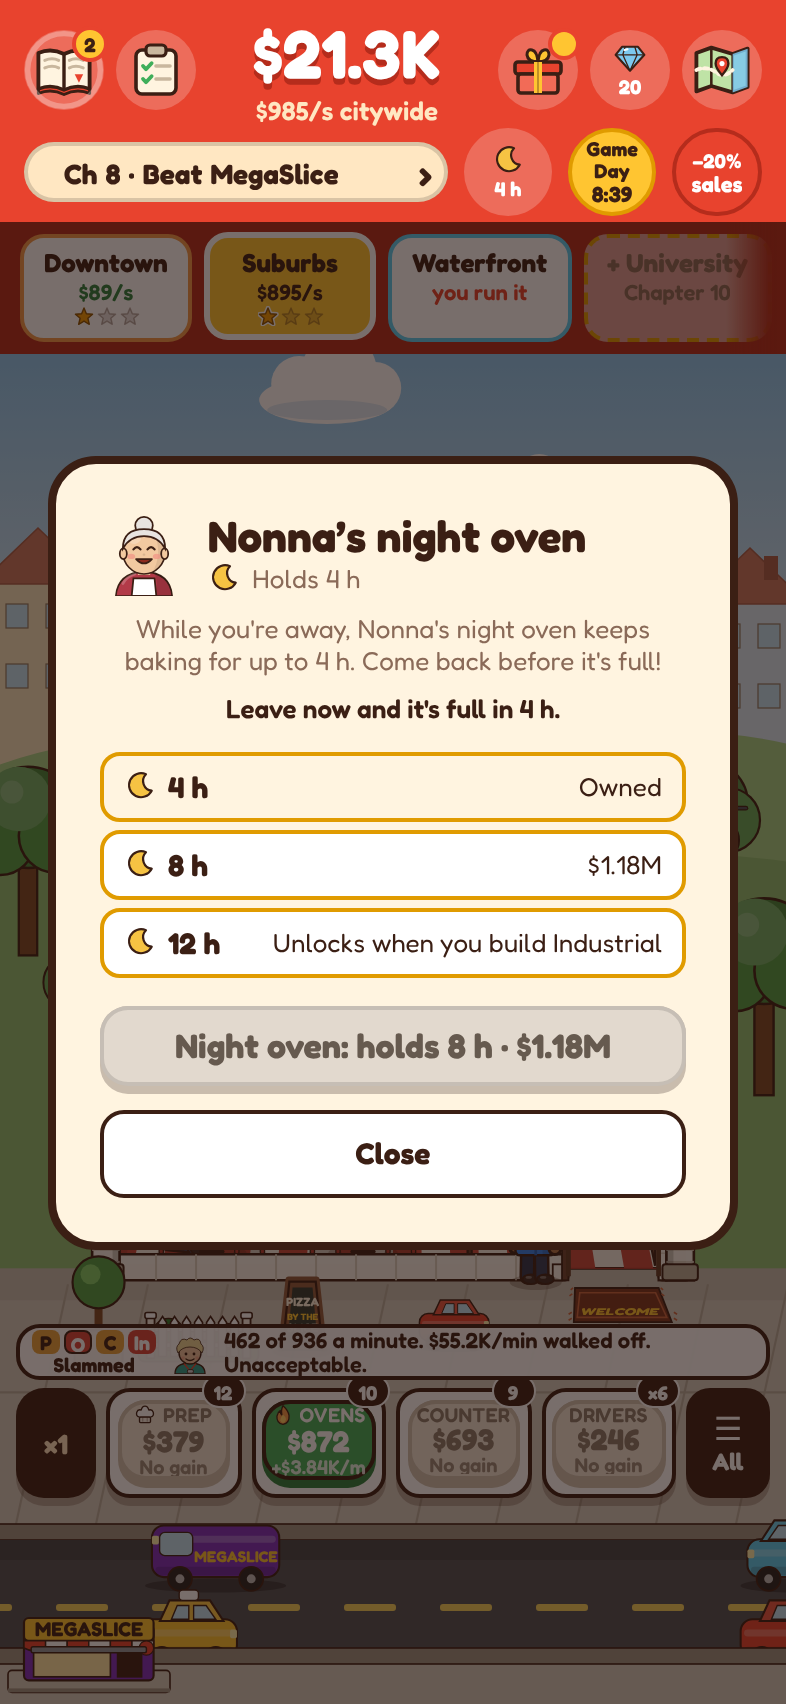 2
$21.3K
$985/s citywide
20
Ch 8 · Beat MegaSlice
4 h
Game
Day
8:39
-20%
sales
Downtown
$89/s
Suburbs
$895/s
Waterfront
you run it
+ University
Chapter 10
Nonna's night oven
Holds 4 h
While you're away, Nonna's night oven keeps
baking for up to 4 h. Come back before it's full!
Leave now and it's full in 4 h.
4 h Owned
8 h $1.18M
12 h Unlocks when you build Industrial
Night oven: holds 8 h · $1.18M
Close
PIZZA
BY THE
WELCOME
P O C In
Slammed
462 of 936 a minute. $55.2K/min walked off.
Unacceptable.
x1
12
PREP
$379
No gain
10
OVENS
$872
+$3.84K/m
9
COUNTER
$693
No gain
x6
DRIVERS
$246
No gain
All
MEGASLICE
MEGASLICE